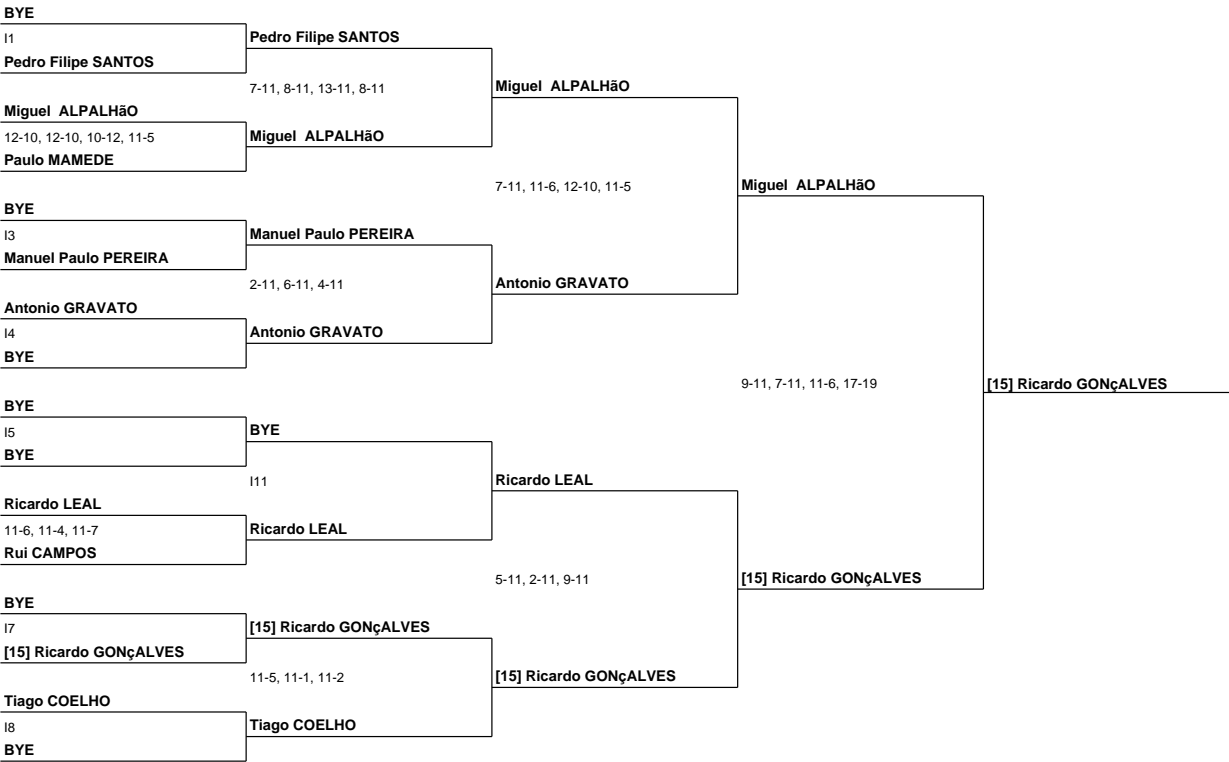 BYE
I1
Pedro Filipe SANTOS
Pedro Filipe SANTOS
7-11, 8-11, 13-11, 8-11
Miguel  ALPALHãO
Miguel  ALPALHãO
12-10, 12-10, 10-12, 11-5
Paulo MAMEDE
Miguel  ALPALHãO
7-11, 11-6, 12-10, 11-5
Miguel  ALPALHãO
BYE
I3
Manuel Paulo PEREIRA
Manuel Paulo PEREIRA
2-11, 6-11, 4-11
Antonio GRAVATO
Antonio GRAVATO
I4
BYE
Antonio GRAVATO
9-11, 7-11, 11-6, 17-19
[15] Ricardo GONçALVES
BYE
I5
BYE
BYE
I11
Ricardo LEAL
Ricardo LEAL
11-6, 11-4, 11-7
Rui CAMPOS
Ricardo LEAL
5-11, 2-11, 9-11
[15] Ricardo GONçALVES
BYE
I7
[15] Ricardo GONçALVES
[15] Ricardo GONçALVES
11-5, 11-1, 11-2
[15] Ricardo GONçALVES
Tiago COELHO
I8
BYE
Tiago COELHO